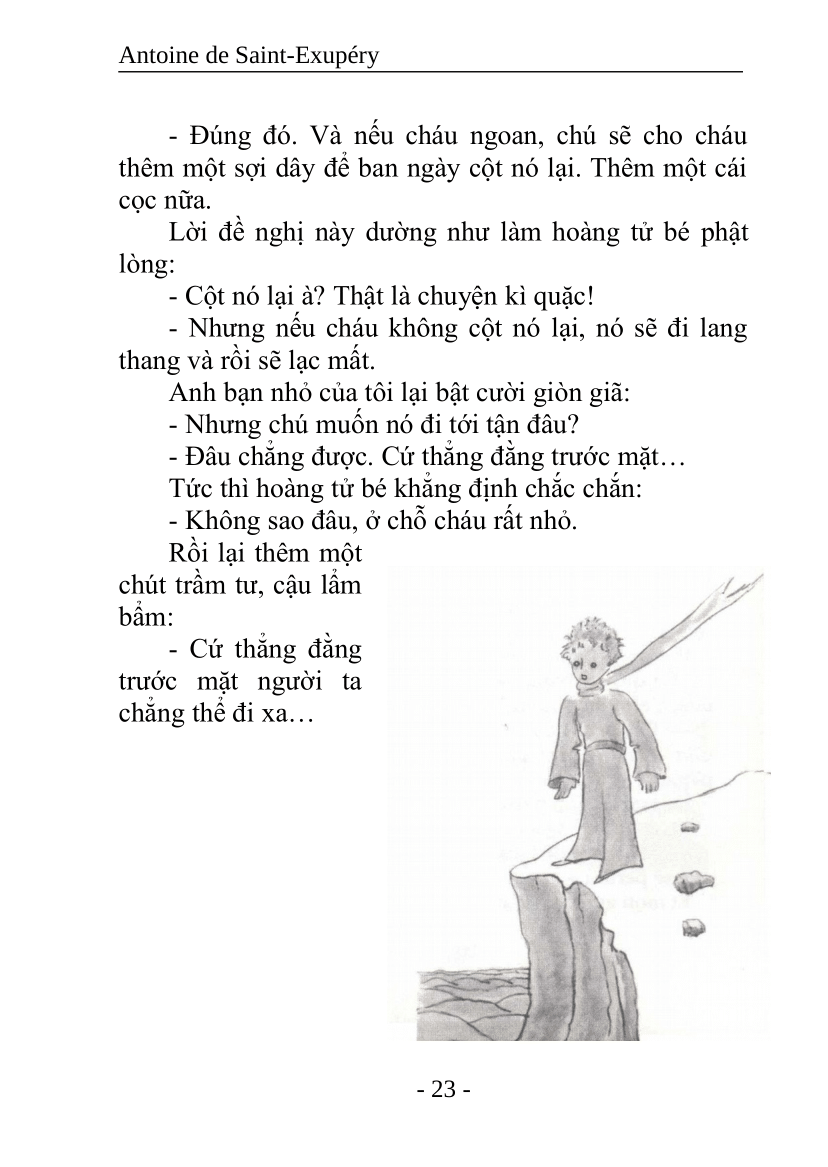 Antoine de Saint-Exupéry
- Đúng đó. Và nếu cháu ngoan, chú sẽ cho cháu
thêm một sợi dây để ban ngày cột nó lại. Thêm một cái
cọc nữa.
Lời đề nghị này dường như làm hoàng tử bé phật
lòng:
- Cột nó lại à? Thật là chuyện kì quặc!
- Nhưng nếu cháu không cột nó lại, nó sẽ đi lang
thang và rồi sẽ lạc mất.
Anh bạn nhỏ của tôi lại bật cười giòn giã:
- Nhưng chú muốn nó đi tới tận đâu?
- Đâu chẳng được. Cứ thẳng đằng trước mặt…
Tức thì hoàng tử bé khẳng định chắc chắn:
- Không sao đâu, ở chỗ cháu rất nhỏ.
Rồi lại thêm một
chút trầm tư, cậu lẩm
bẩm:
- Cứ thẳng đằng
trước mặt người ta
chẳng thể đi xa…
- 23 -